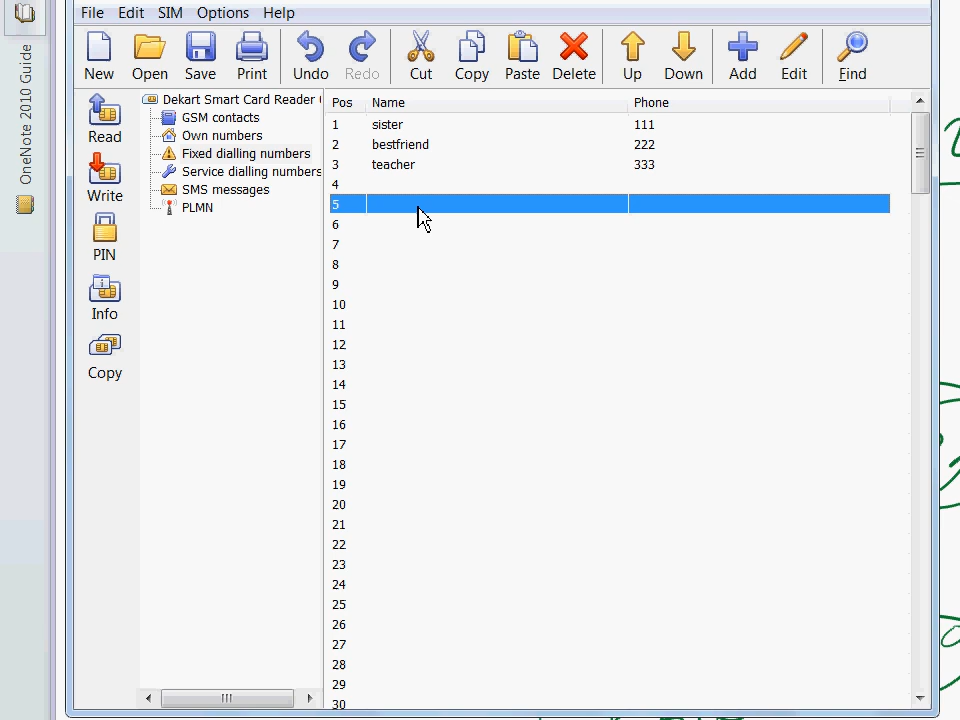 File Edit SIM Options Help
New Open Save Print Undo Redo Cut Copy Paste Delete Up Down Add Edit Find
OneNote 2010 Guide
Read
Write
PIN
Info
Copy
Dekart Smart Card Reader
GSM contacts
Own numbers
Fixed dialling numbers
Service dialling numbers
SMS messages
PLMN
Pos Name Phone
1 sister 111
2 bestfriend 222
3 teacher 333
4
5
6
7
8
9
10
11
12
13
14
15
16
17
18
19
20
21
22
23
24
25
26
27
28
29
30